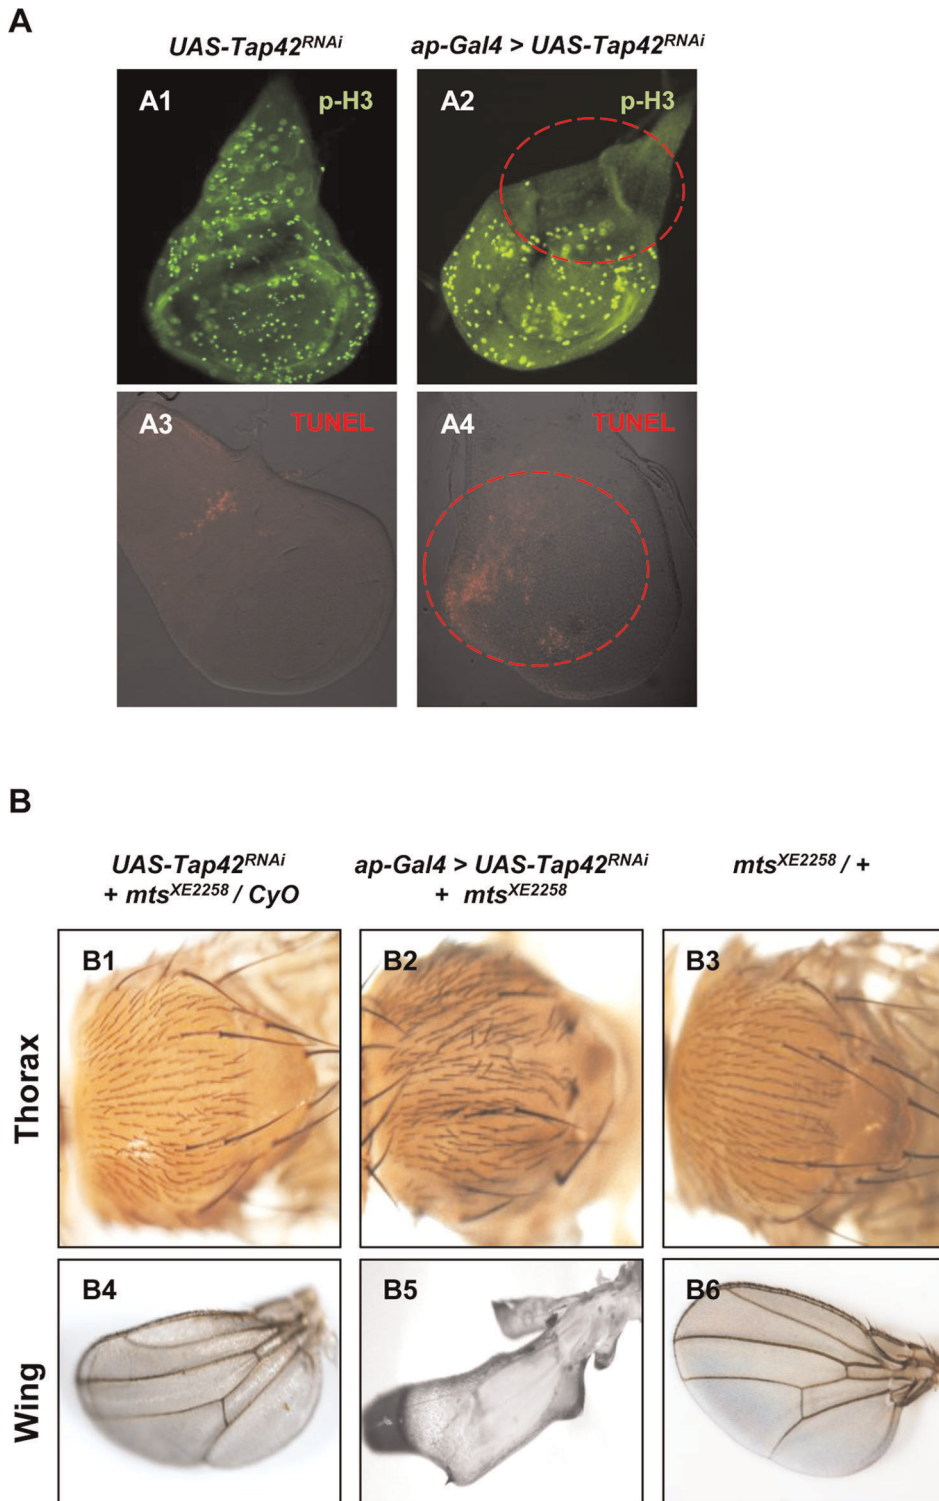 A
UAS-Tap42RNAi
ap-Gal4 > UAS-Tap42RNAi
A1
p-H3
A2
p-H3
A3
TUNEL
A4
TUNEL
B
UAS-Tap42RNAi
+ mtsXE2258 / CyO
ap-Gal4 > UAS-Tap42RNAi
+ mtsXE2258
mtsXE2258 / +
Thorax
B1
B2
B3
Wing
B4
B5
B6